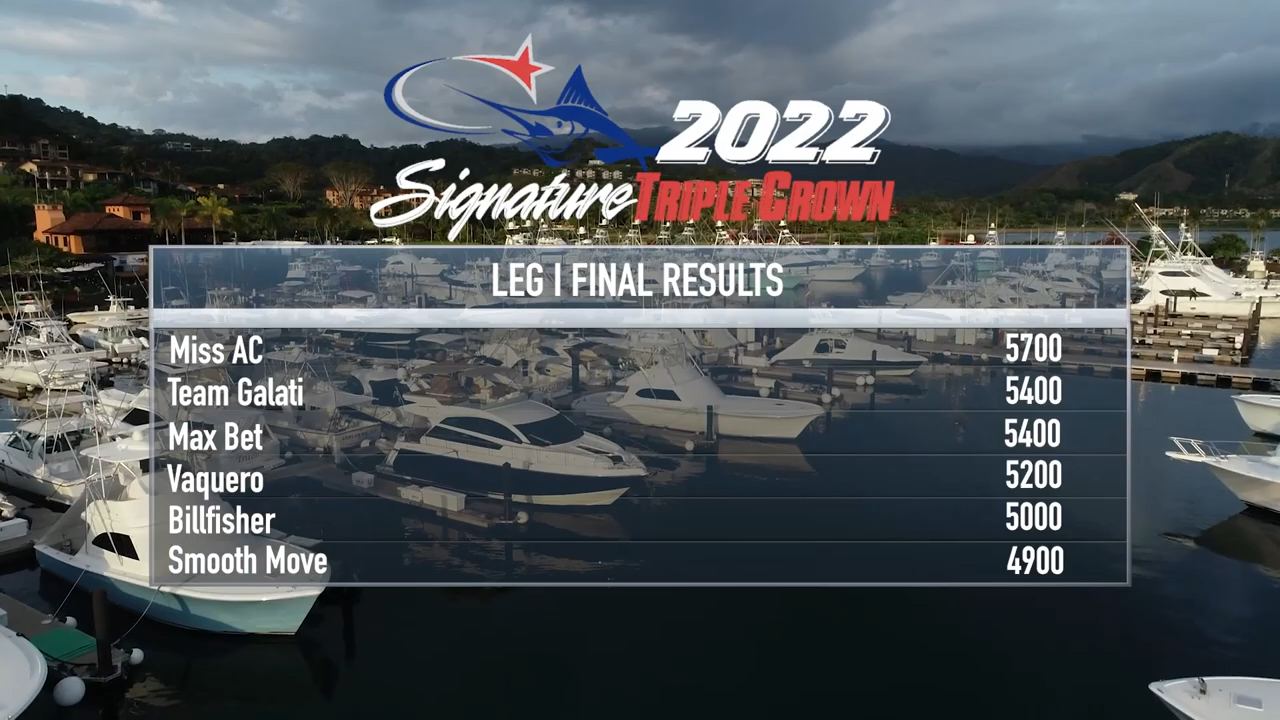 2022
Signature TRIPLE CROWN
LEG I FINAL RESULTS
Miss AC 5700
Team Galati 5400
Max Bet 5400
Vaquero 5200
Billfisher 5000
Smooth Move 4900